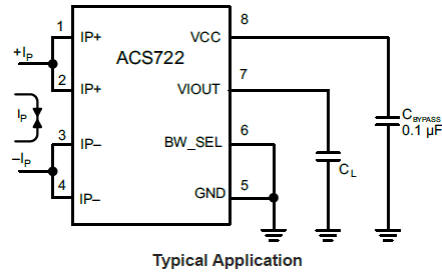 1
IP+
+IP
2
IP+
IP
3
IP–
–IP
4
IP–
ACS722
VCC
8
VIOUT
7
BW_SEL
6
GND
5
CL
CBYPASS
0.1 µF
Typical Application